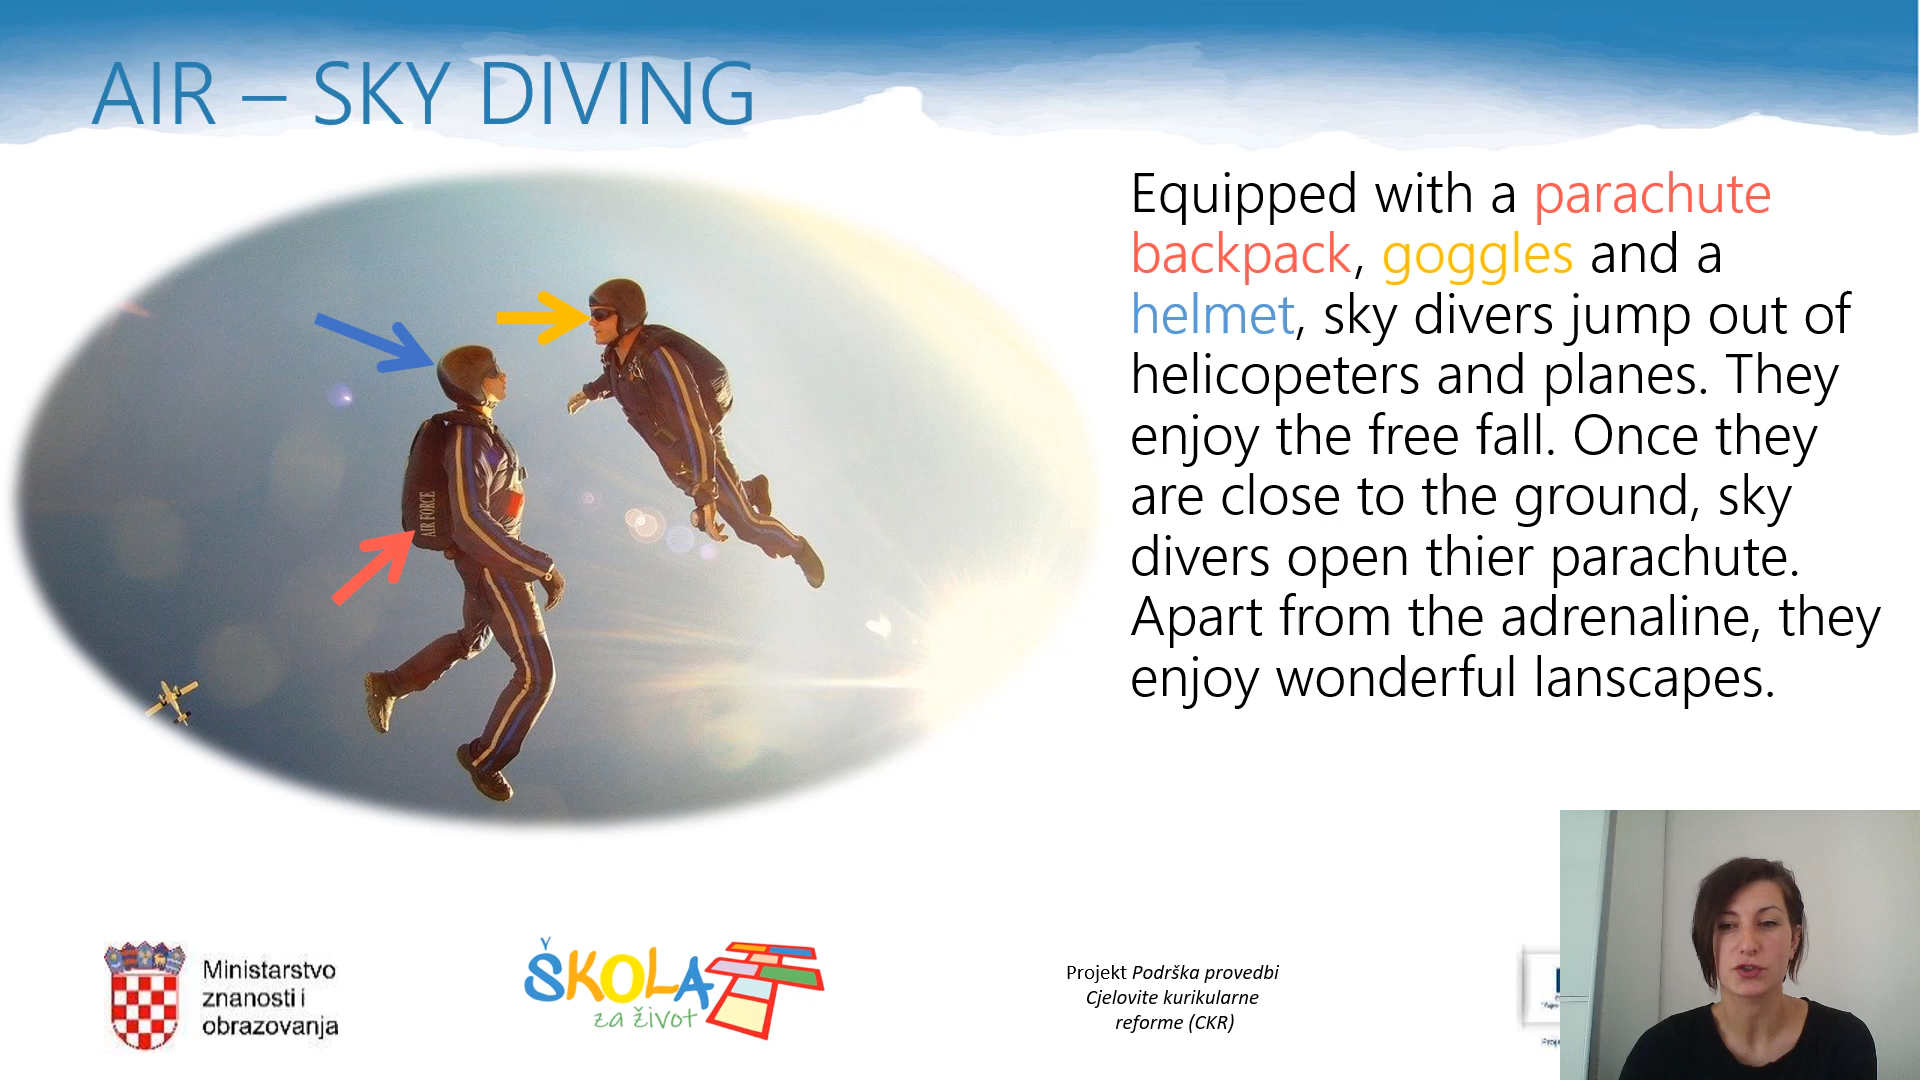 AIR – SKY DIVING
Equipped with a parachute
backpack, goggles and a
helmet, sky divers jump out of
helicopeters and planes. They
enjoy the free fall. Once they
are close to the ground, sky
divers open thier parachute.
Apart from the adrenaline, they
enjoy wonderful lanscapes.
AIR FORCE
Ministarstvo
znanosti i
obrazovanja
ŠKOLA
za život
Projekt Podrška provedbi
Cjelovite kurikularne
reforme (CKR)